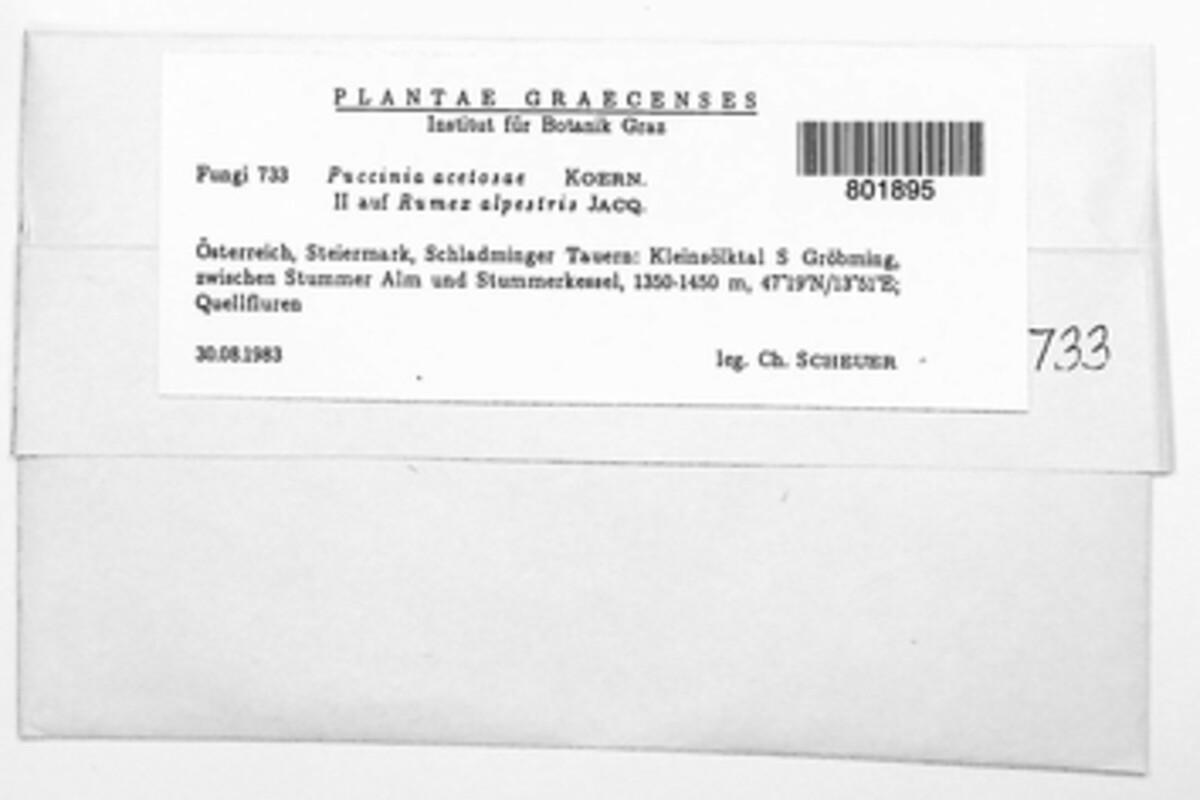 PLANTAE GRAECENSES
Institut für Botanik Graz
801895
Fungi 733 Puccinia acetosae KOERN.
II auf Rumex alpestris JACQ.
Österreich, Steiermark, Schladminger Tauern: Kleinsölktal S Gröbming,
zwischen Stummer Alm und Stummerkessel, 1350-1450 m, 47°19'N/13°51'E;
Quellfluren
30.08.1983 leg. Ch. SCHEUER
733